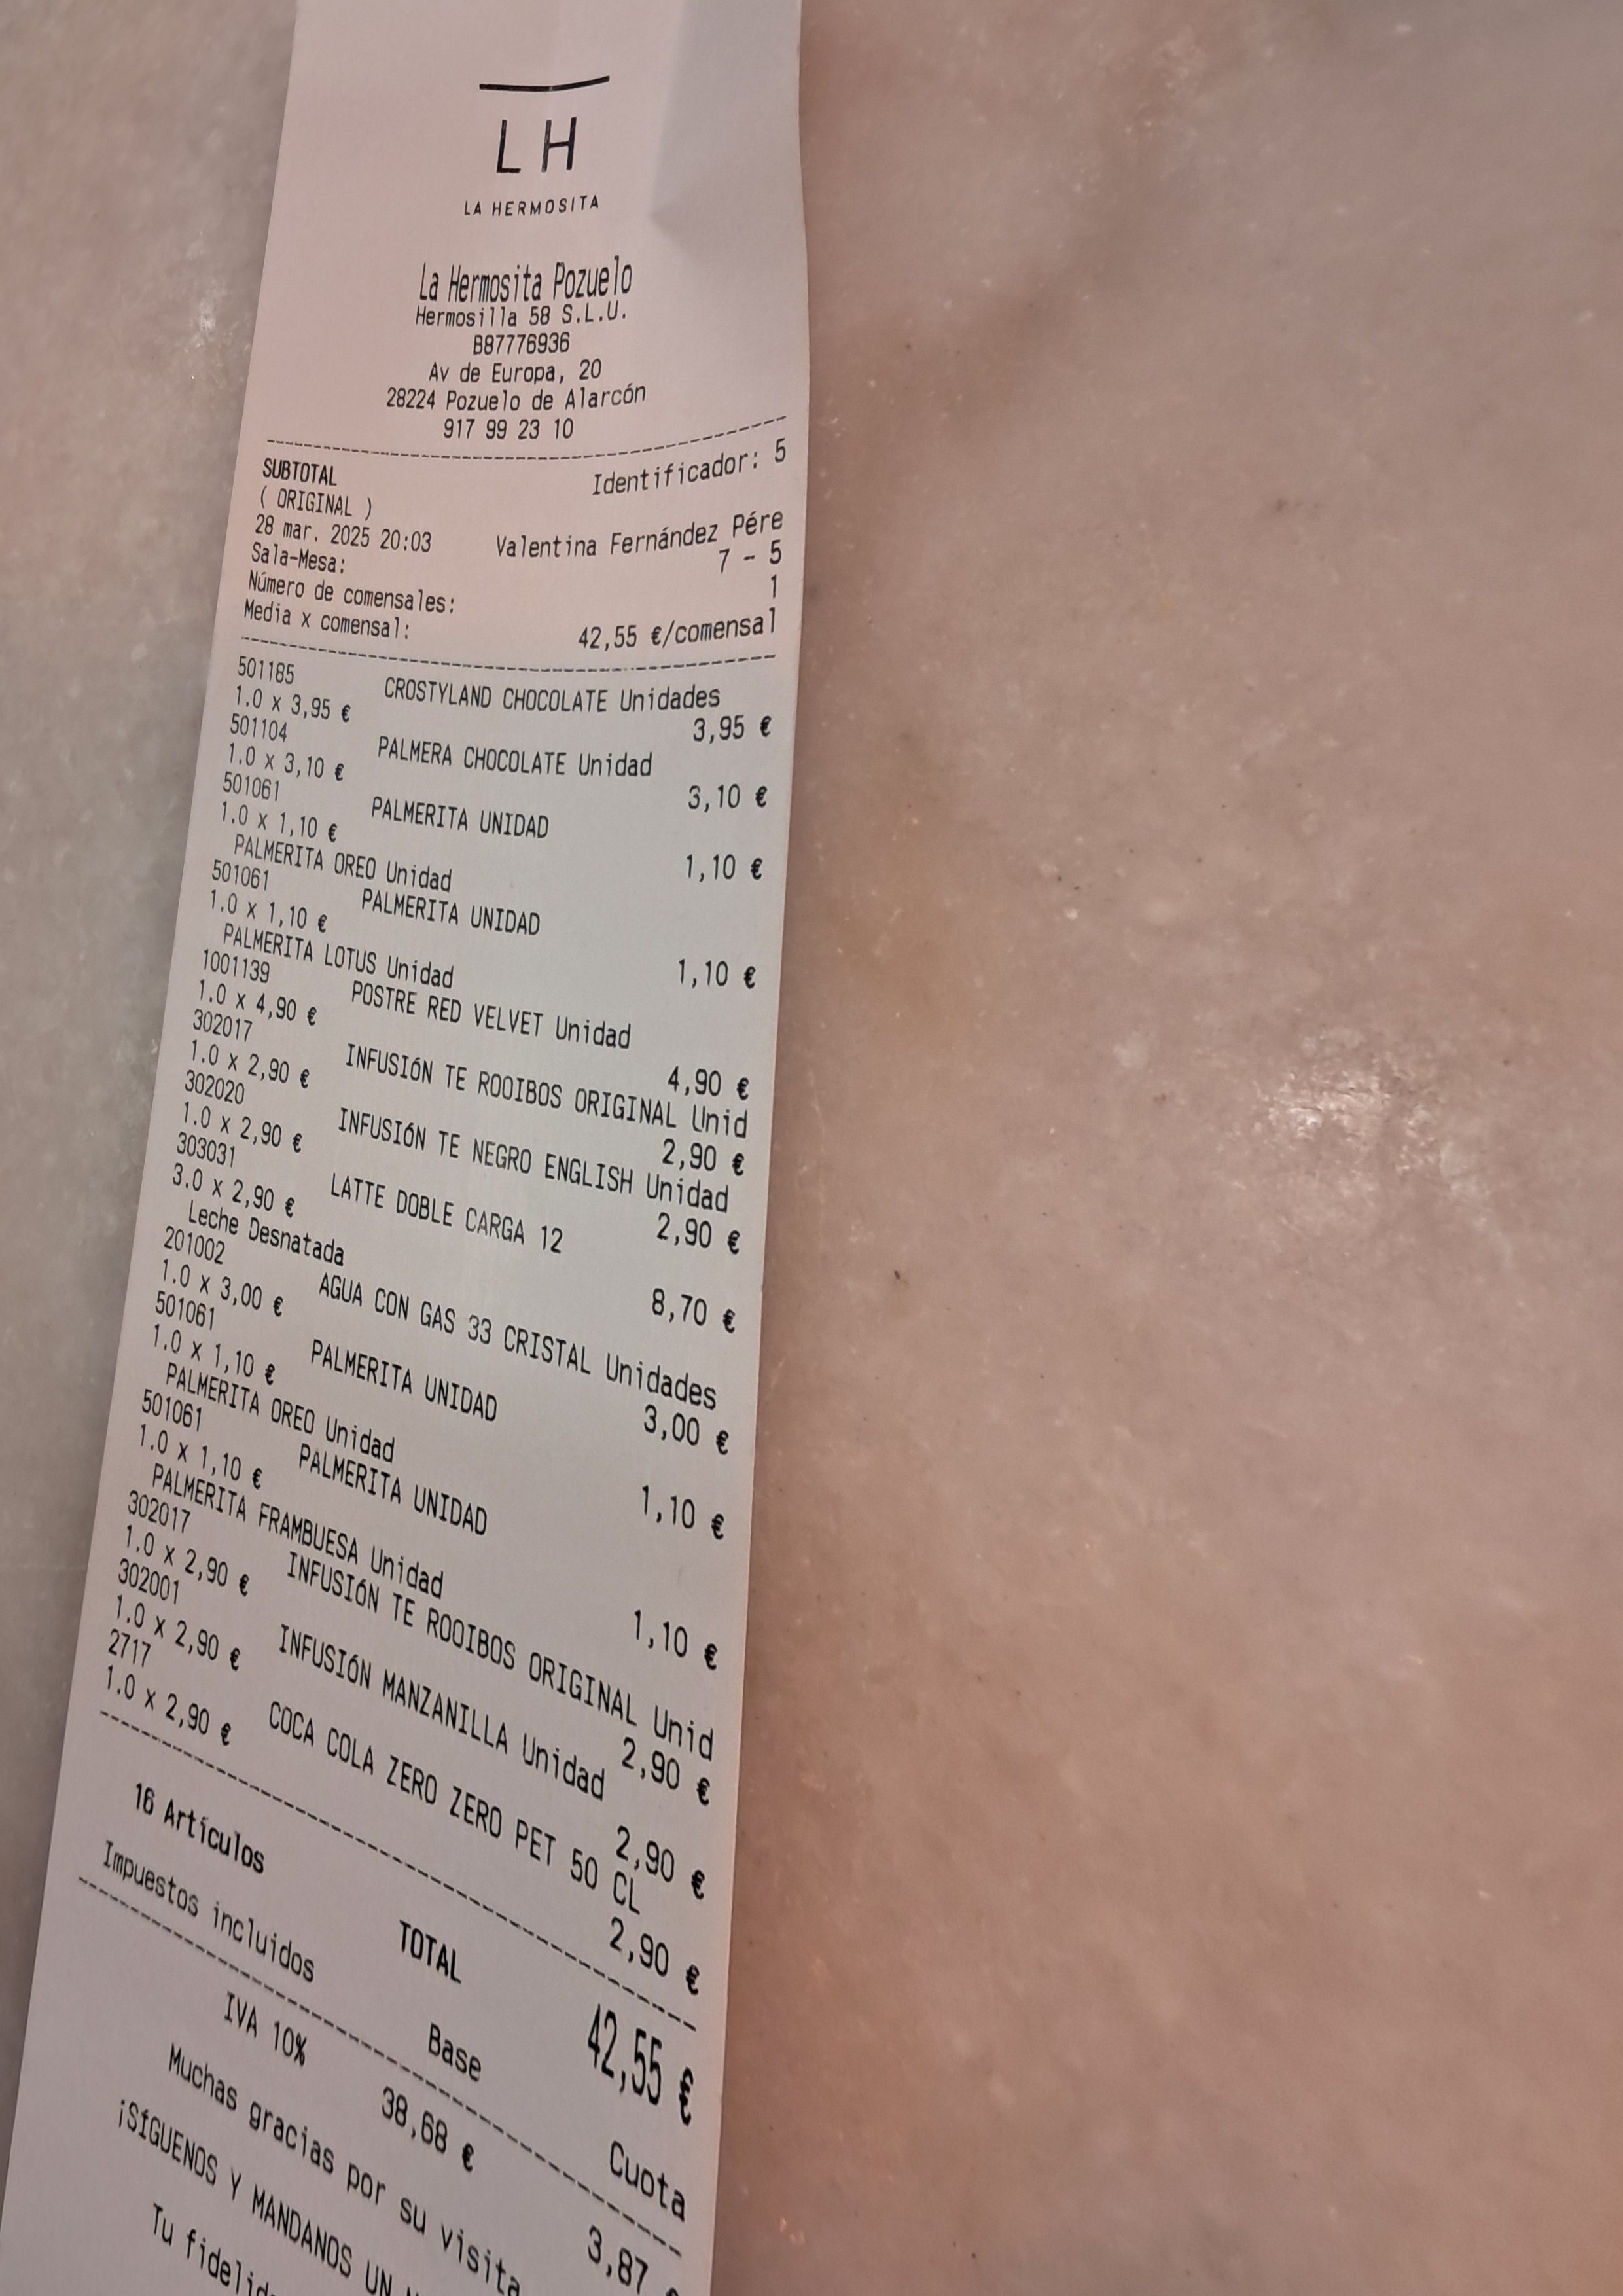 LH
LA HERMOSITA
La Hermosita Pozuelo
Hermosilla 58 S.L.U.
B87776936
Av de Europa, 20
28224 Pozuelo de Alarcón
917 99 23 10
SUBTOTAL Identificador: 5
( ORIGINAL )
28 mar. 2025 20:03 Valentina Fernández Pére
Sala-Mesa: 7 - 5
Número de comensales: 1
Media x comensal: 42,55 €/comensal
501185 CROSTYLAND CHOCOLATE Unidades
1.0 x 3,95 € 3,95 €
501104 PALMERA CHOCOLATE Unidad
1.0 x 3,10 € 3,10 €
501061 PALMERITA UNIDAD
1.0 x 1,10 € 1,10 €
PALMERITA OREO Unidad
501061 PALMERITA UNIDAD
1.0 x 1,10 € 1,10 €
PALMERITA LOTUS Unidad
1001139 POSTRE RED VELVET Unidad
1.0 x 4,90 € 4,90 €
302017 INFUSIóN TE ROOIBOS ORIGINAL Unid
1.0 x 2,90 € 2,90 €
302020 INFUSIóN TE NEGRO ENGLISH Unidad
1.0 x 2,90 € 2,90 €
303031 LATTE DOBLE CARGA 12
3.0 x 2,90 € 8,70 €
Leche Desnatada
201002 AGUA CON GAS 33 CRISTAL Unidades
1.0 x 3,00 € 3,00 €
501061 PALMERITA UNIDAD
1.0 x 1,10 € 1,10 €
PALMERITA OREO Unidad
501061 PALMERITA UNIDAD
1.0 x 1,10 € 1,10 €
PALMERITA FRAMBUESA Unidad
302017 INFUSIóN TE ROOIBOS ORIGINAL Unid
1.0 x 2,90 € 2,90 €
302001 INFUSIóN MANZANILLA Unidad
1.0 x 2,90 € 2,90 €
2717 COCA COLA ZERO ZERO PET 50 CL
1.0 x 2,90 € 2,90 €
16 Artículos TOTAL 42,55 €
Impuestos incluidos
Base Cuota
IVA 10% 38,68 € 3,87 €
Muchas gracias por su visita
¡SíGUENOS Y MANDANOS UN
Tu